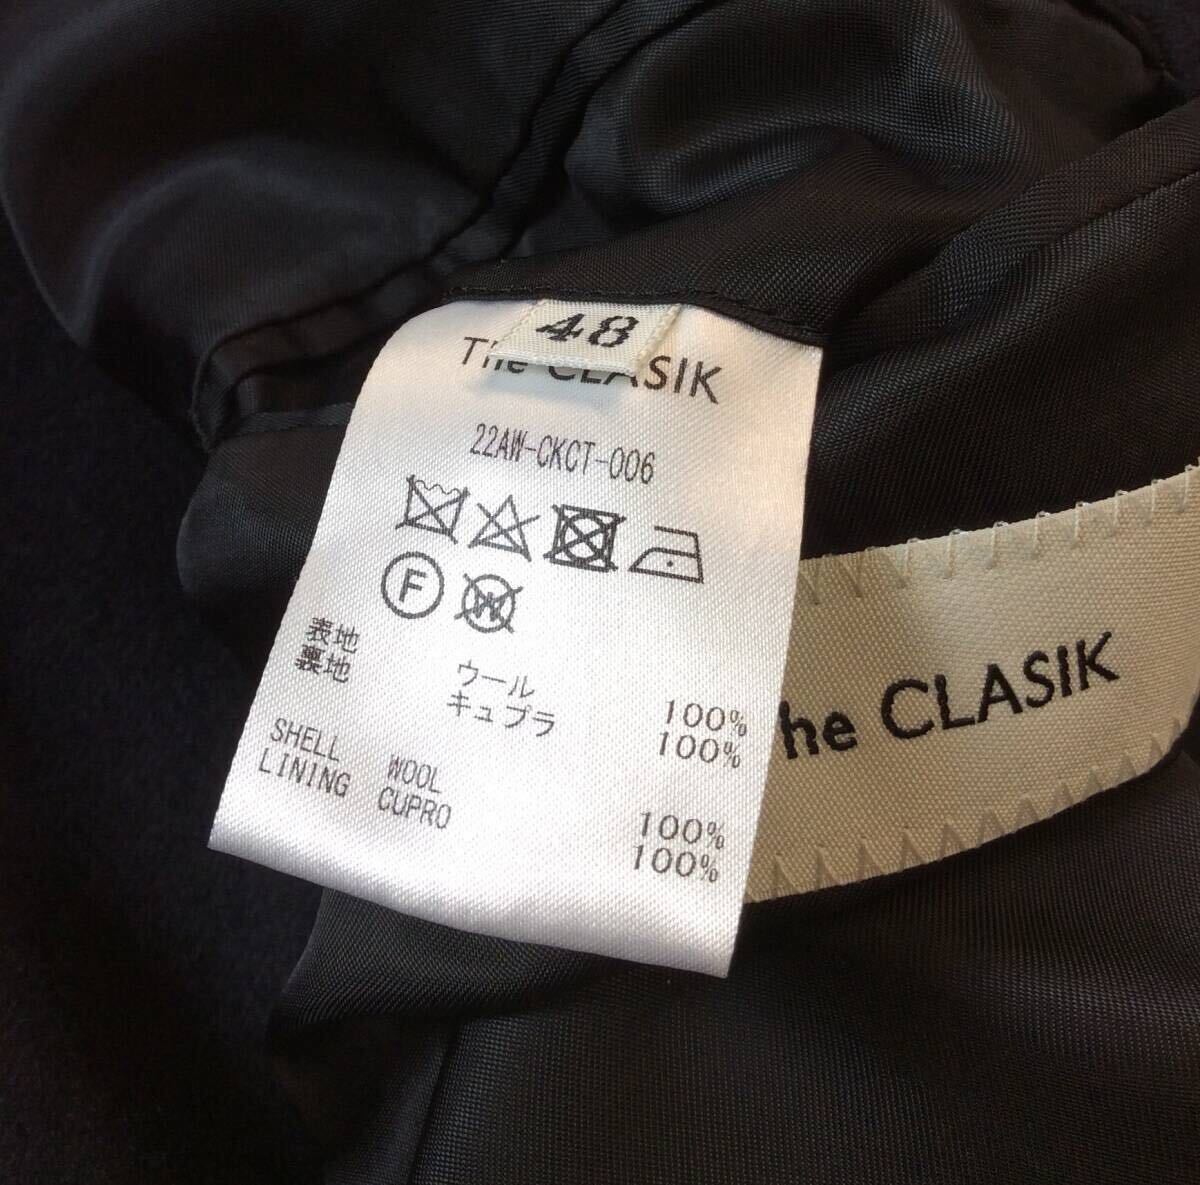 48
The CLASIK
22AW-CKCT-006
F W
表地 ウール 100%
裏地 キュプラ 100%
SHELL WOOL 100%
LINING CUPRO 100%
he CLASIK